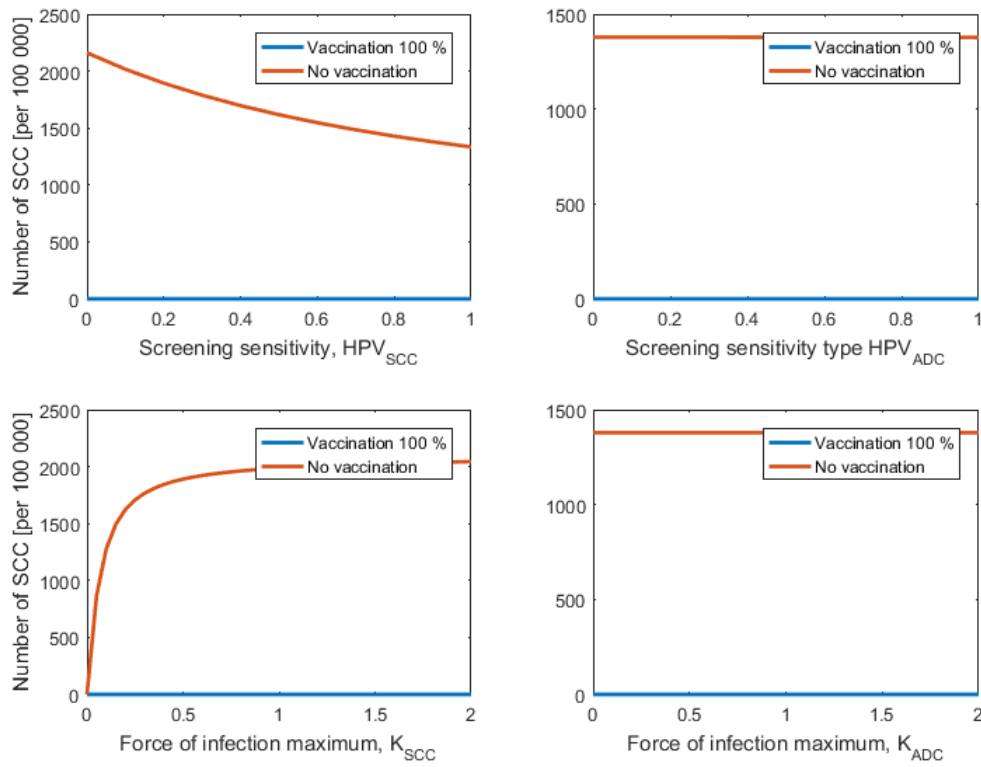 Number of SCC [per 100 000]
2500
2000
1500
1000
500
0
Vaccination 100 %
No vaccination
0 0.2 0.4 0.6 0.8 1
Screening sensitivity, HPV_SCC
1500
1000
500
0
Vaccination 100 %
No vaccination
0 0.2 0.4 0.6 0.8 1
Screening sensitivity type HPV_ADC
Number of SCC [per 100 000]
2500
2000
1500
1000
500
0
Vaccination 100 %
No vaccination
0 0.5 1 1.5 2
Force of infection maximum, K_SCC
1500
1000
500
0
Vaccination 100 %
No vaccination
0 0.5 1 1.5 2
Force of infection maximum, K_ADC